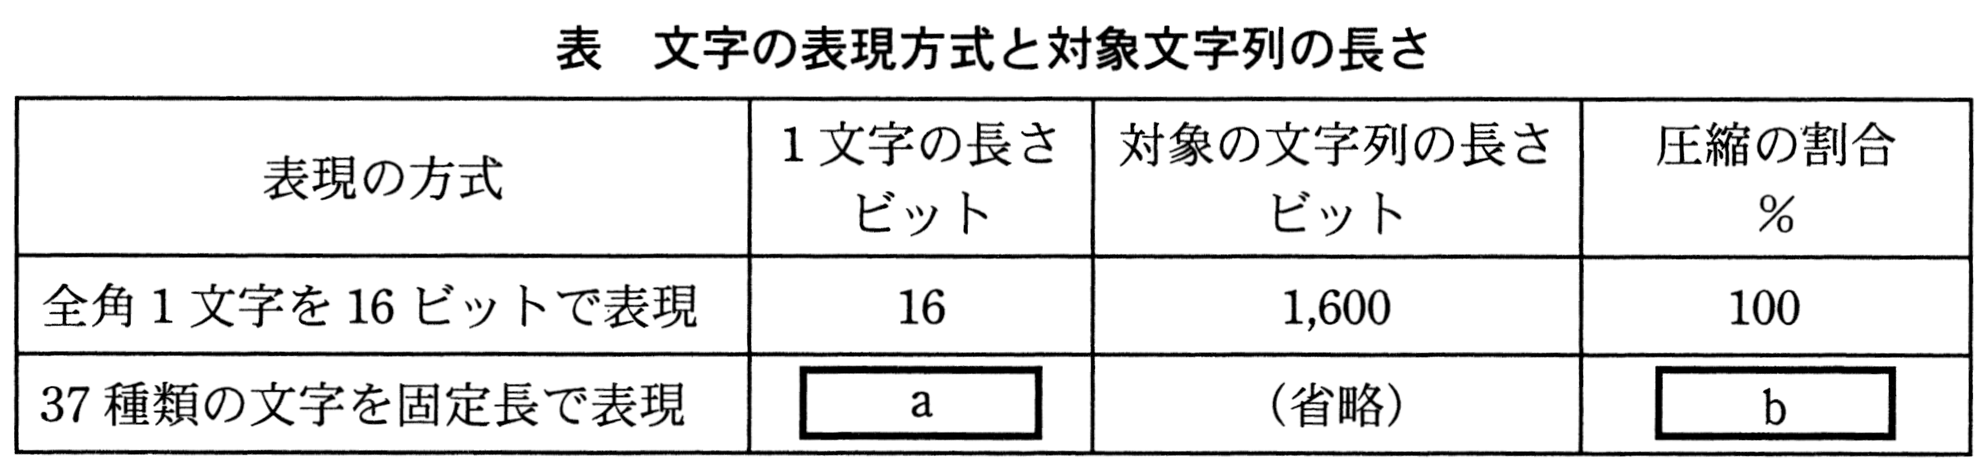 表　文字の表現方式と対象文字列の長さ
表現の方式
1文字の長さ
ビット
対象の文字列の長さ
ビット
圧縮の割合
%
全角1文字を16ビットで表現
16
1,600
100
37種類の文字を固定長で表現
a
(省略)
b